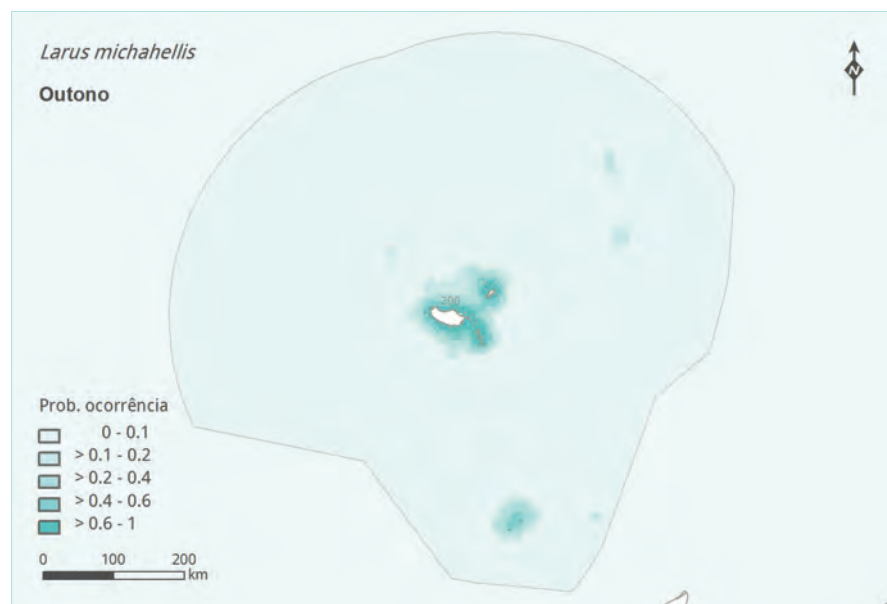 Larus michahellis
Outono
N
200
Prob. ocorrência
0 - 0.1
> 0.1 - 0.2
> 0.2 - 0.4
> 0.4 - 0.6
> 0.6 - 1
0 100 200
km